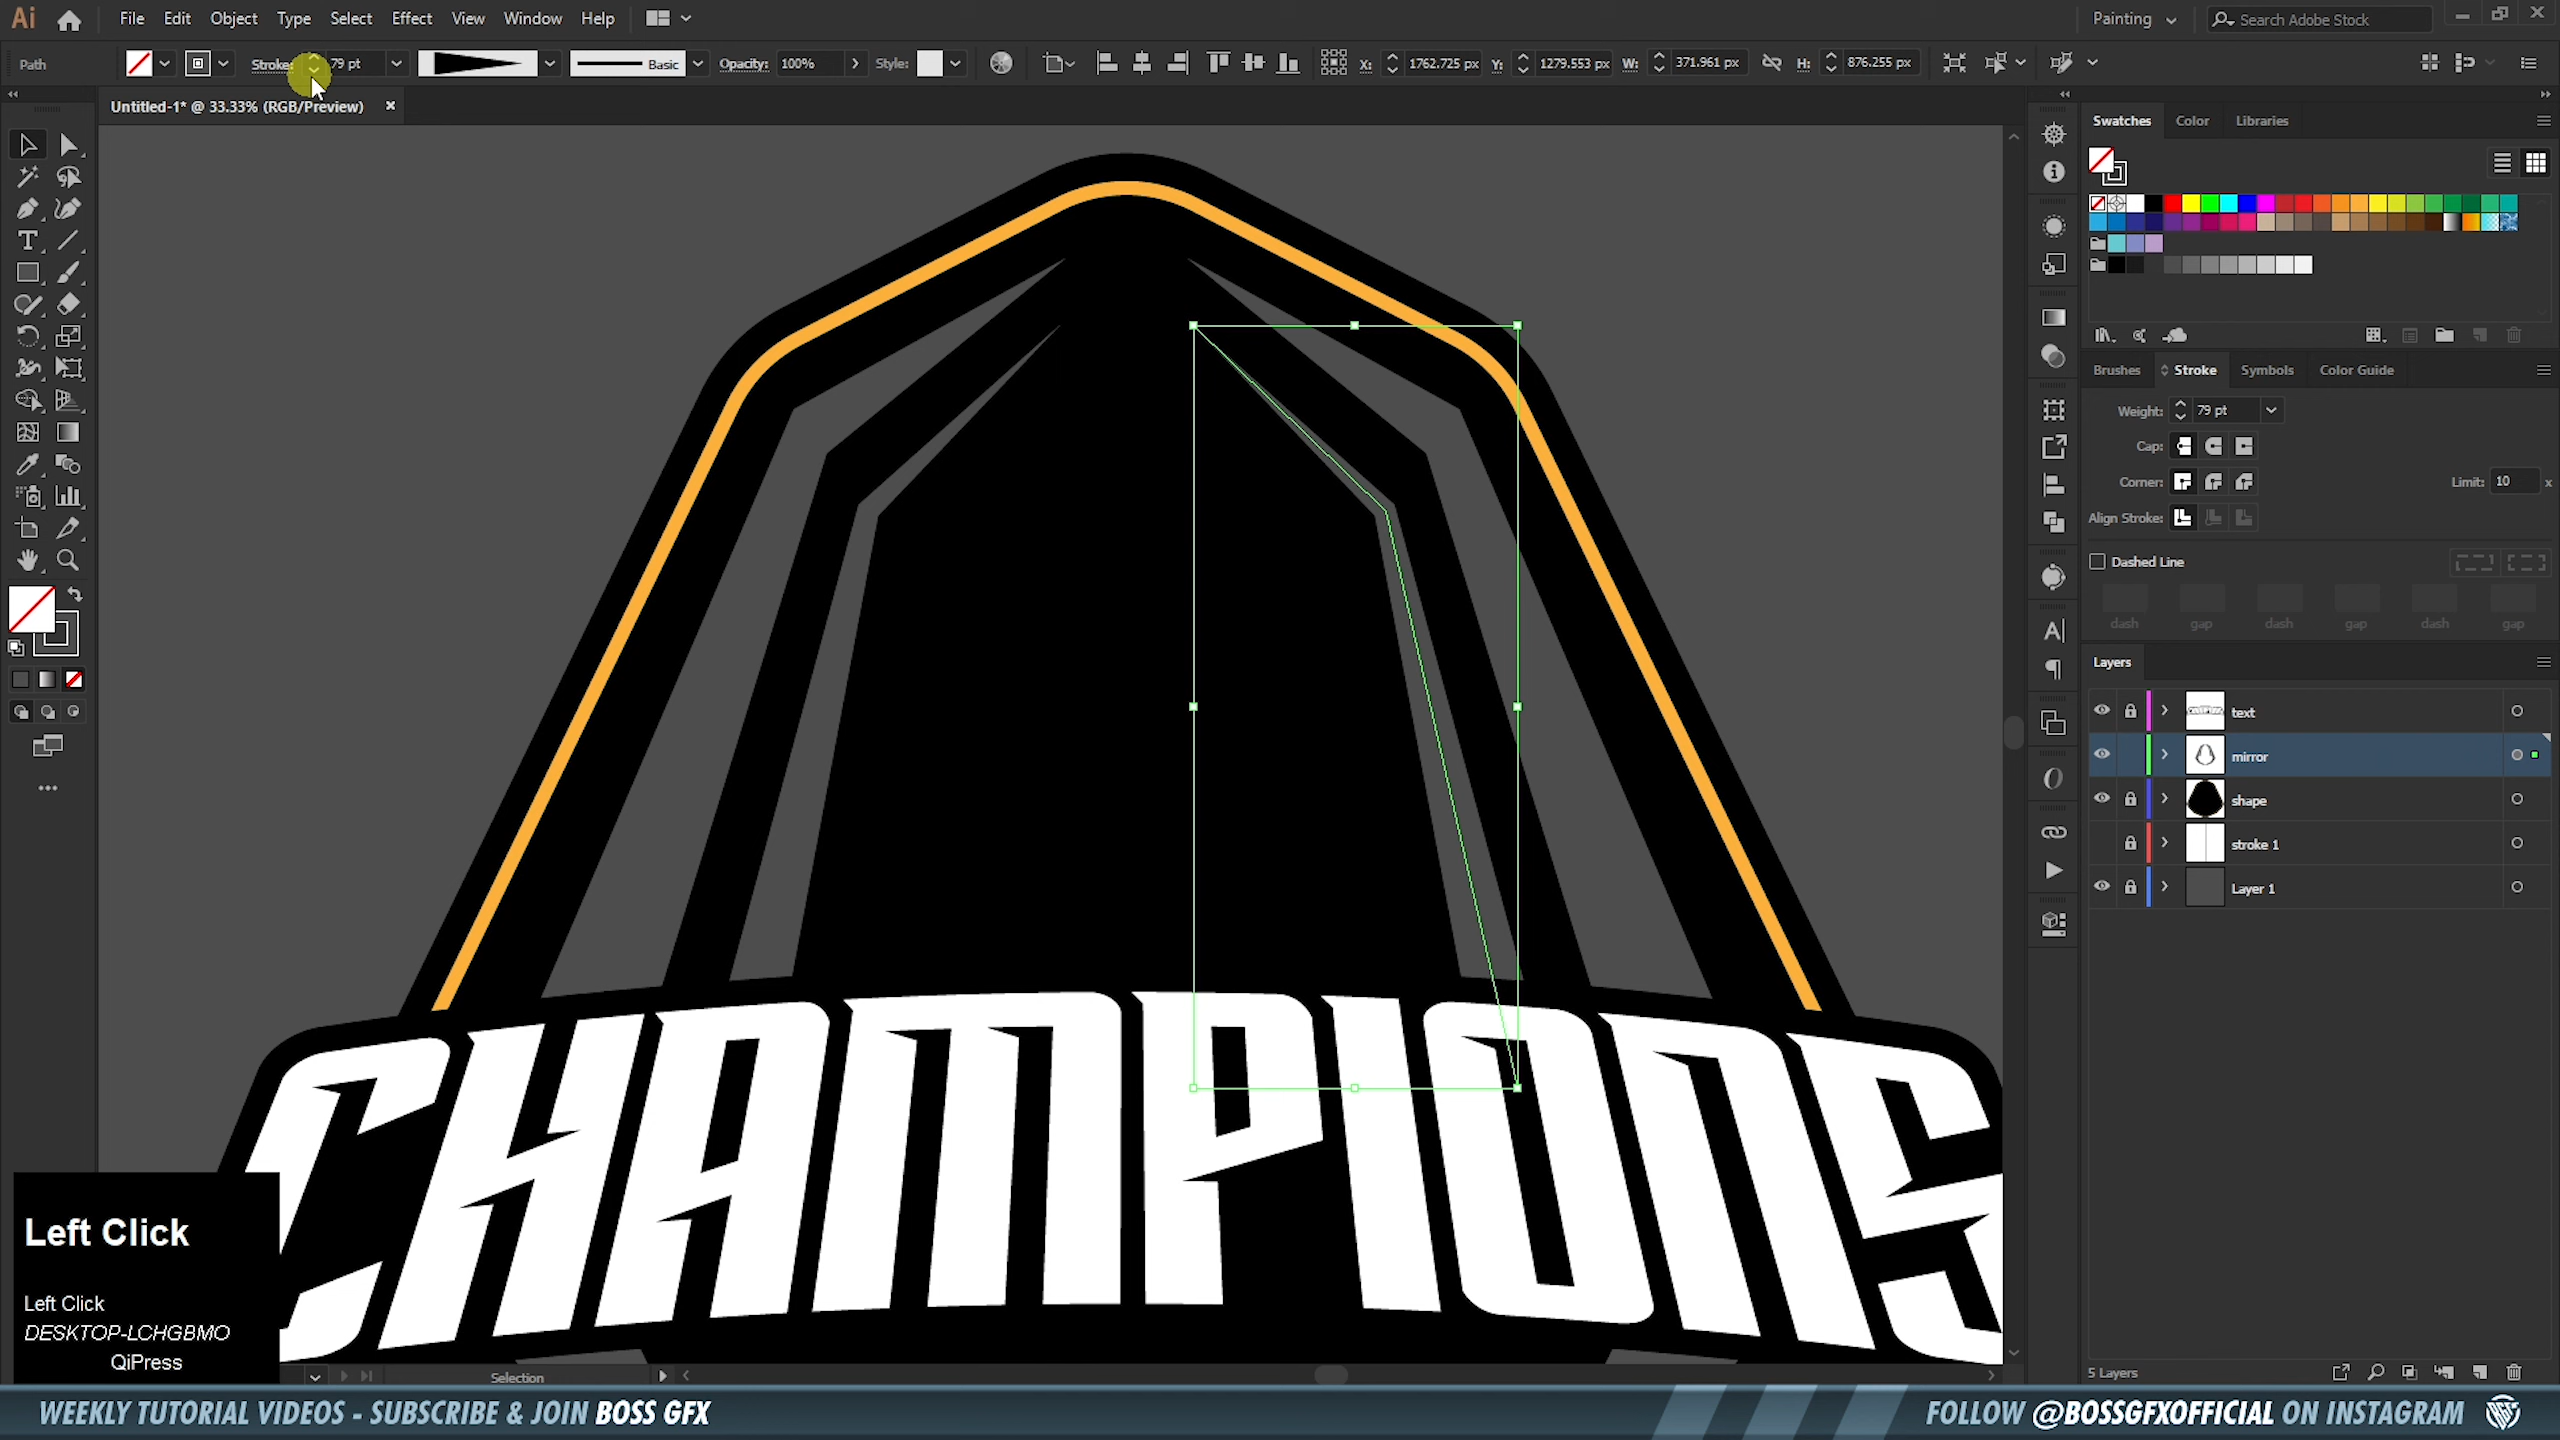 Ai File Edit Object Type Select Effect View Window Help Painting Search Adobe Stock
Path Stroke: 79 pt Basic Opacity: 100% Style: X: 1762.725 px Y: 1279.553 px W: 371.961 px H: 876.255 px
Untitled-1* @ 33.33% (RGB/Preview) ×
Swatches Color Libraries
Brushes Stroke Symbols Color Guide
Weight: 79 pt
Cap:
Corner: Limit: 10 x
Align Stroke:
Dashed Line
dash gap dash gap dash gap
Layers
text
mirror
shape
stroke 1
Layer 1
CHAMPIONS
Left Click
Left Click
DESKTOP-LCHGBMO
QiPress
Selection
5 Layers
WEEKLY TUTORIAL VIDEOS - SUBSCRIBE & JOIN BOSS GFX
FOLLOW @BOSSGFXOFFICIAL ON INSTAGRAM